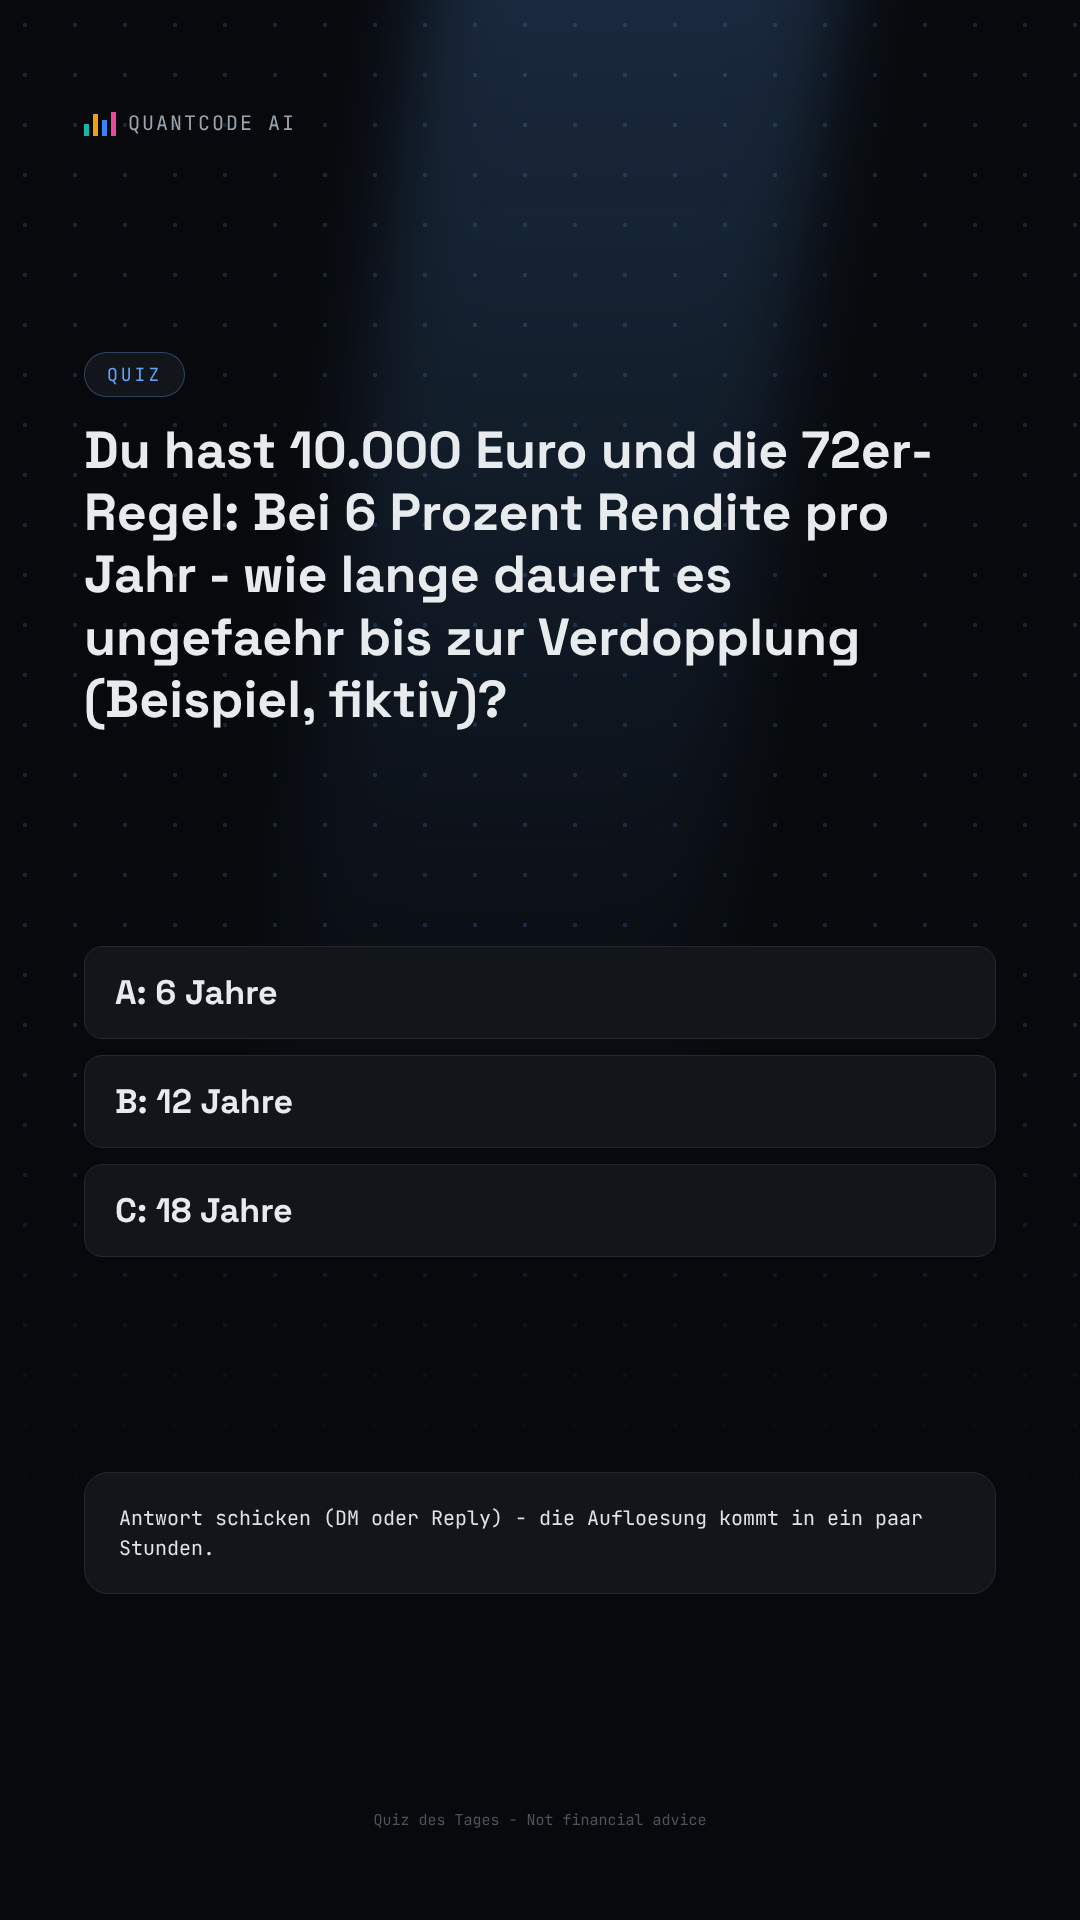 QUANTCODE AI
QUIZ
Du hast 10.000 Euro und die 72er-
Regel: Bei 6 Prozent Rendite pro
Jahr - wie lange dauert es
ungefaehr bis zur Verdopplung
(Beispiel, fiktiv)?
A: 6 Jahre
B: 12 Jahre
C: 18 Jahre
Antwort schicken (DM oder Reply) - die Aufloesung kommt in ein paar
Stunden.
Quiz des Tages - Not financial advice